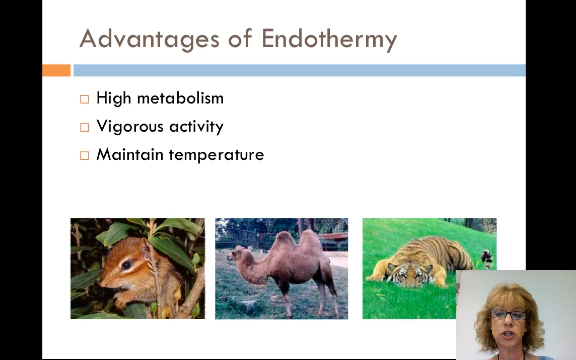 Advantages of Endothermy
High metabolism
Vigorous activity
Maintain temperature